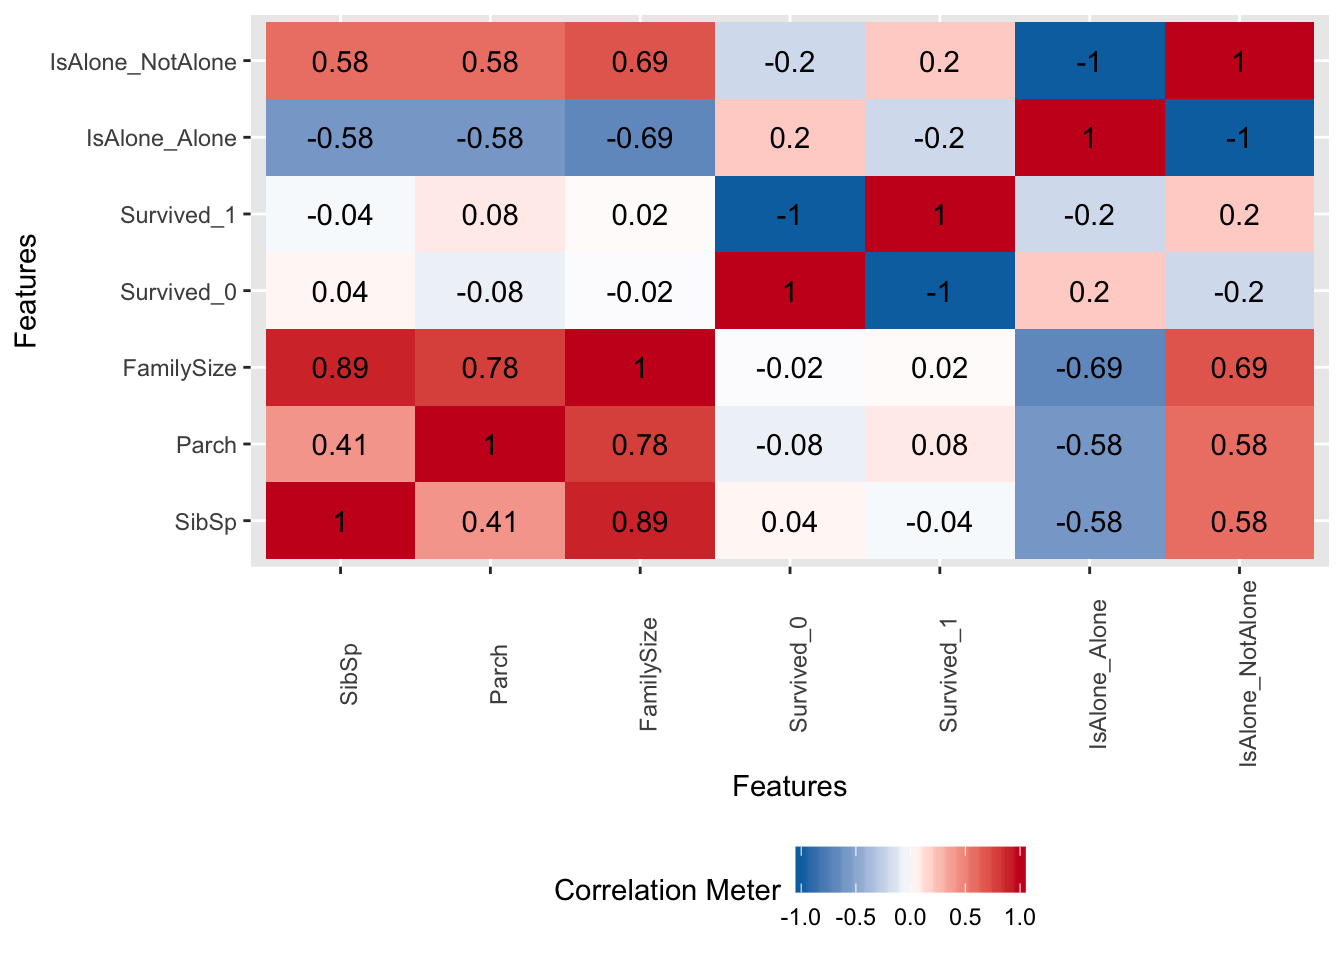 IsAlone_NotAlone 0.58 0.58 0.69 -0.2 0.2 -1 1
IsAlone_Alone -0.58 -0.58 -0.69 0.2 -0.2 1 -1
Survived_1 -0.04 0.08 0.02 -1 1 -0.2 0.2
Survived_0 0.04 -0.08 -0.02 1 -1 0.2 -0.2
FamilySize 0.89 0.78 1 -0.02 0.02 -0.69 0.69
Parch 0.41 1 0.78 -0.08 0.08 -0.58 0.58
SibSp 1 0.41 0.89 0.04 -0.04 -0.58 0.58
Features
SibSp Parch FamilySize Survived_0 Survived_1 IsAlone_Alone IsAlone_NotAlone
Features
Correlation Meter
-1.0 -0.5 0.0 0.5 1.0